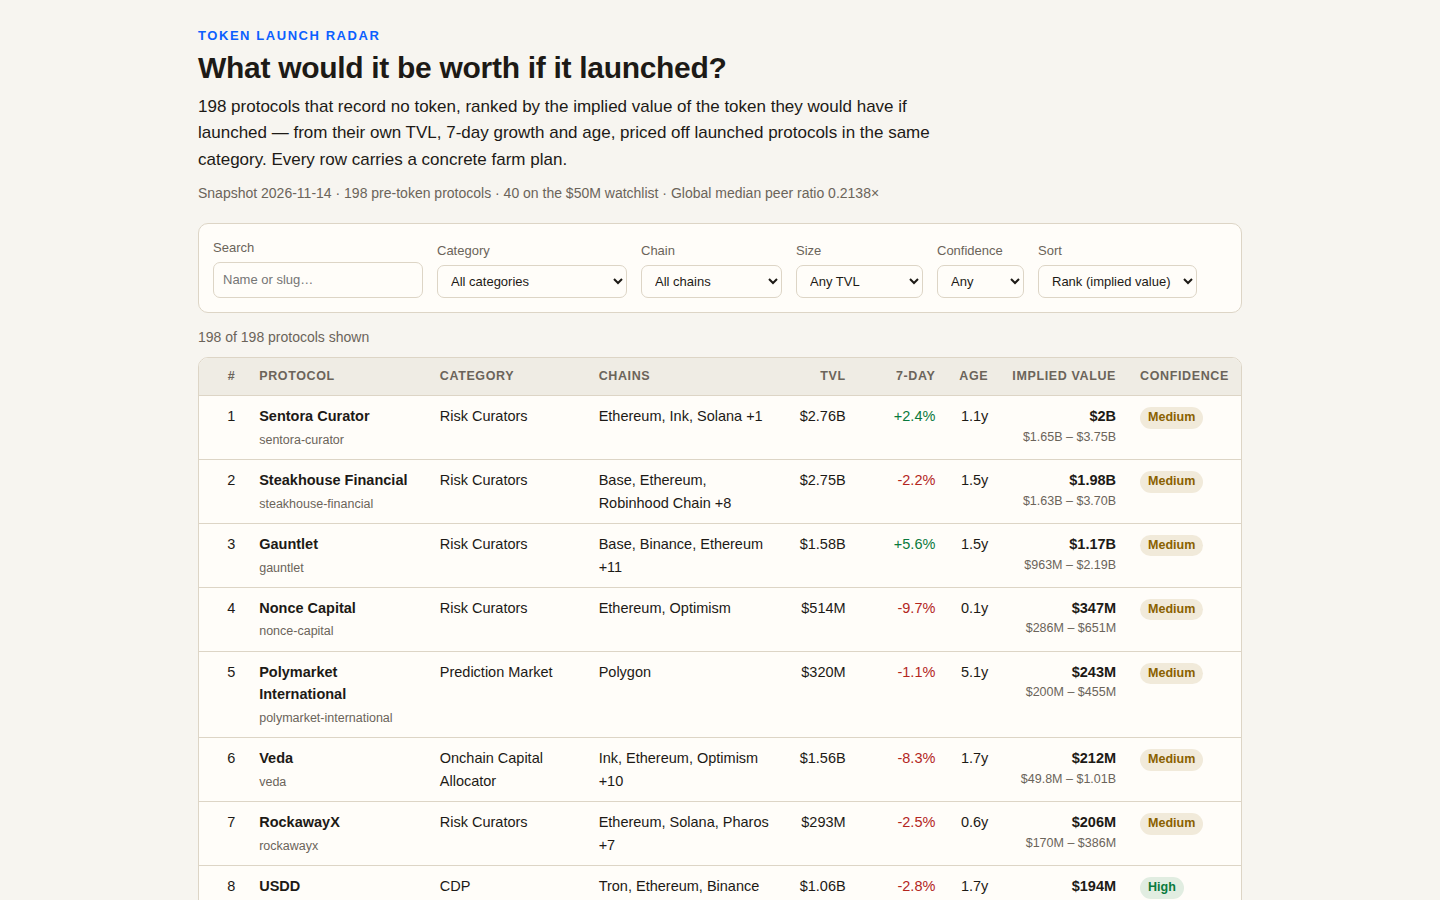 TOKEN LAUNCH RADAR
What would it be worth if it launched?
198 protocols that record no token, ranked by the implied value of the token they would have if
launched — from their own TVL, 7-day growth and age, priced off launched protocols in the same
category. Every row carries a concrete farm plan.
Snapshot 2026-11-14 · 198 pre-token protocols · 40 on the $50M watchlist · Global median peer ratio 0.2138×
Search Category Chain Size Confidence Sort
Name or slug… All categories All chains Any TVL Any Rank (implied value)
198 of 198 protocols shown
# PROTOCOL CATEGORY CHAINS TVL 7-DAY AGE IMPLIED VALUE CONFIDENCE
1 Sentora Curator Risk Curators Ethereum, Ink, Solana +1 $2.76B +2.4% 1.1y $2B Medium
sentora-curator $1.65B – $3.75B
2 Steakhouse Financial Risk Curators Base, Ethereum, $2.75B -2.2% 1.5y $1.98B Medium
steakhouse-financial Robinhood Chain +8 $1.63B – $3.70B
3 Gauntlet Risk Curators Base, Binance, Ethereum $1.58B +5.6% 1.5y $1.17B Medium
gauntlet +11 $963M – $2.19B
4 Nonce Capital Risk Curators Ethereum, Optimism $514M -9.7% 0.1y $347M Medium
nonce-capital $286M – $651M
5 Polymarket Prediction Market Polygon $320M -1.1% 5.1y $243M Medium
International $200M – $455M
polymarket-international
6 Veda Onchain Capital Ink, Ethereum, Optimism $1.56B -8.3% 1.7y $212M Medium
veda Allocator +10 $49.8M – $1.01B
7 RockawayX Risk Curators Ethereum, Solana, Pharos $293M -2.5% 0.6y $206M Medium
rockawayx +7 $170M – $386M
8 USDD CDP Tron, Ethereum, Binance $1.06B -2.8% 1.7y $194M High